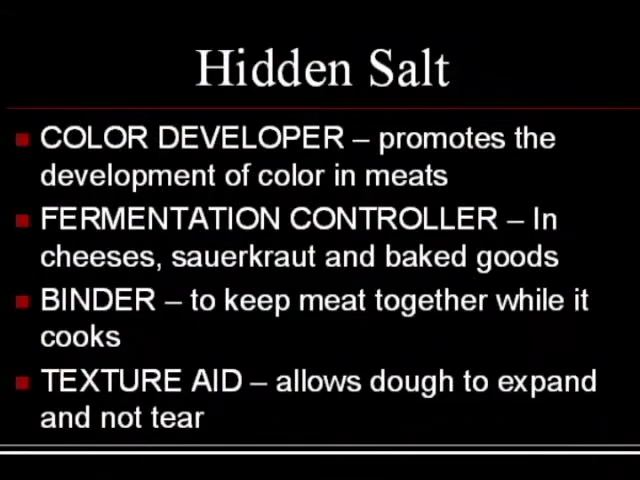 Hidden Salt
COLOR DEVELOPER – promotes the
development of color in meats
FERMENTATION CONTROLLER – In
cheeses, sauerkraut and baked goods
BINDER – to keep meat together while it
cooks
TEXTURE AID – allows dough to expand
and not tear